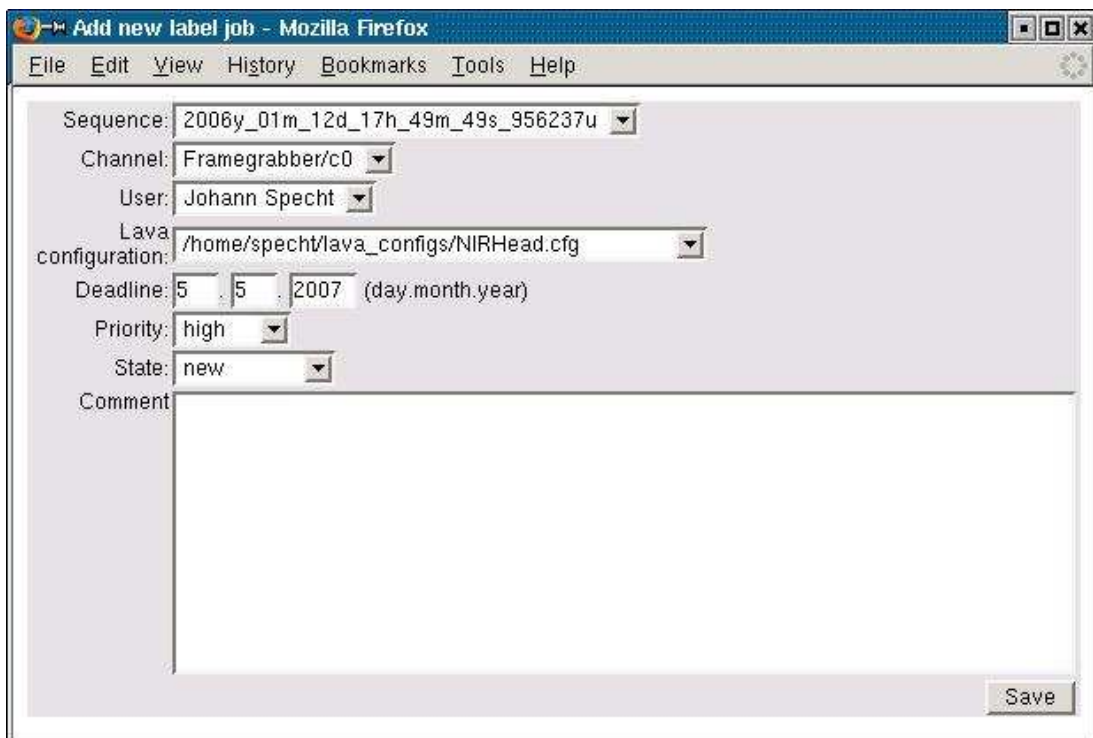 Add new label job - Mozilla Firefox
File Edit View History Bookmarks Tools Help
Sequence: 2006y_01m_12d_17h_49m_49s_956237u
Channel: Framegrabber/c0
User: Johann Specht
Lava
configuration: /home/specht/lava_configs/NIRHead.cfg
Deadline: 5 . 5 . 2007 (day.month.year)
Priority: high
State: new
Comment
Save